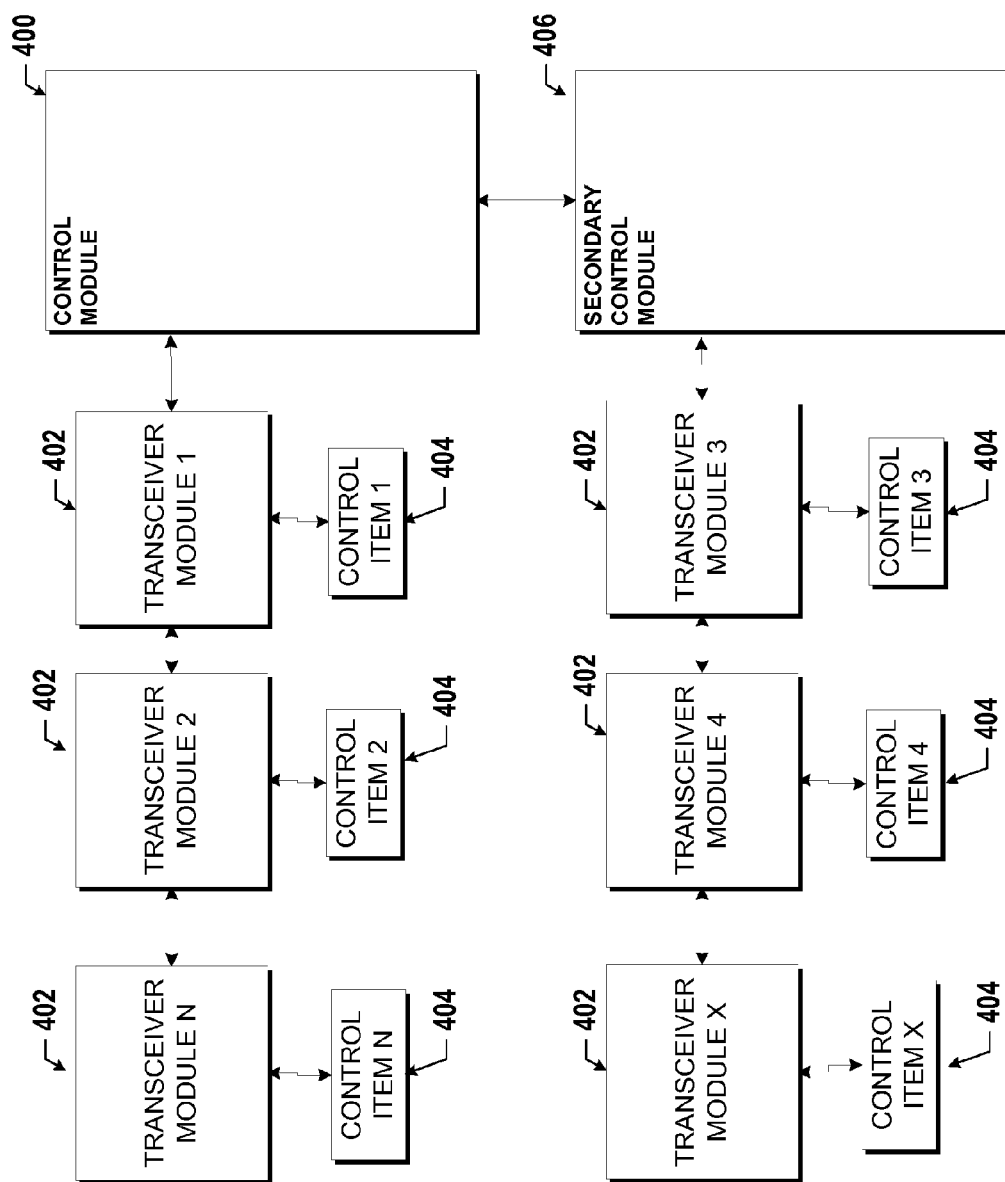 400
CONTROL
MODULE
402
TRANSCEIVER
MODULE 1
CONTROL
ITEM 1
404
402
TRANSCEIVER
MODULE 2
CONTROL
ITEM 2
404
402
TRANSCEIVER
MODULE N
CONTROL
ITEM N
404
406
SECONDARY
CONTROL
MODULE
402
TRANSCEIVER
MODULE 3
CONTROL
ITEM 3
404
402
TRANSCEIVER
MODULE 4
CONTROL
ITEM 4
404
402
TRANSCEIVER
MODULE X
CONTROL
ITEM X
404